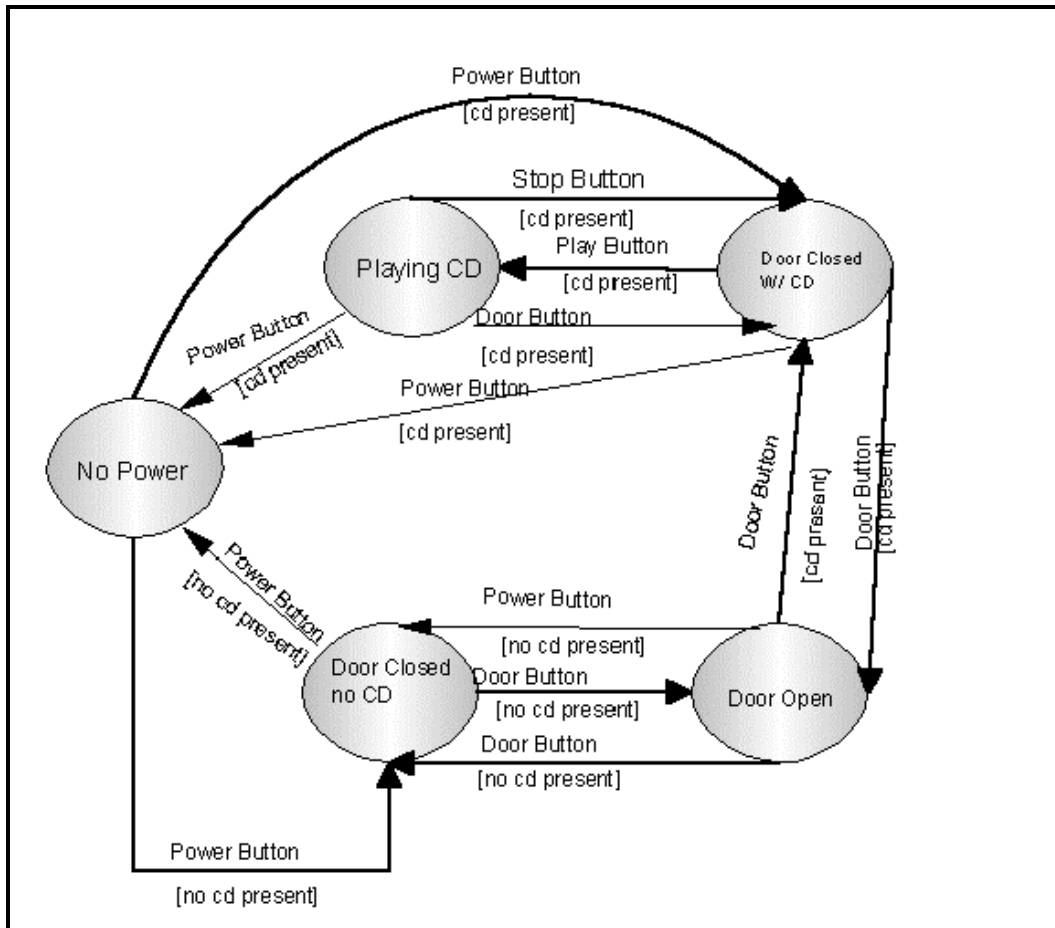 Power Button
[cd present]
Stop Button
[cd present]
Play Button
[cd present]
Playing CD
Door Closed
W/ CD
Door Button
[cd present]
Power Button
[cd present]
Power Button
[cd present]
No Power
Door Button
[cd prasant]
Door Button
[cd present]
Power Button
[no cd present]
Power Button
[no cd present]
Door Closed
no CD
Door Button
[no cd present]
Door Open
Door Button
[no cd present]
Power Button
[no cd present]